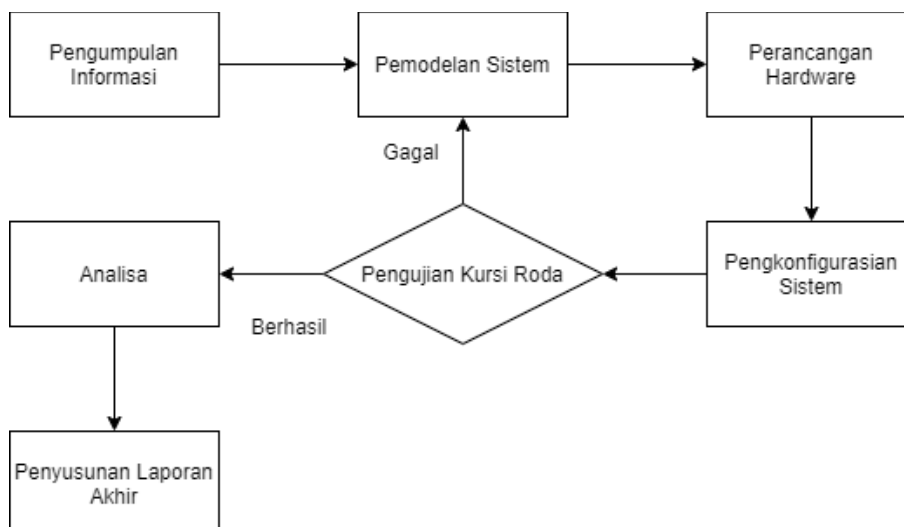 Pengumpulan
Informasi
Pemodelan Sistem
Perancangan
Hardware
Gagal
Analisa
Pengujian Kursi Roda
Pengkonfigurasian
Sistem
Berhasil
Penyusunan Laporan
Akhir